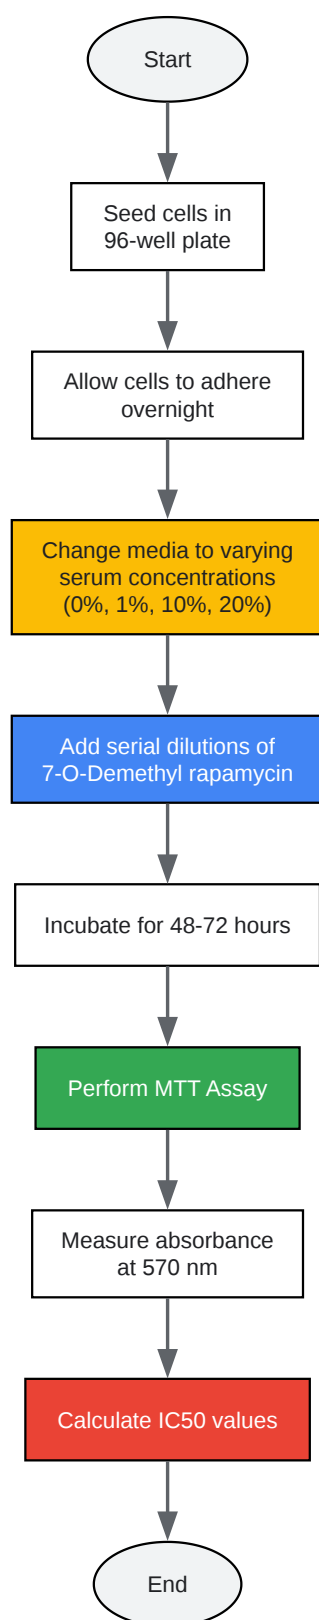 Start
Seed cells in
96-well plate
Allow cells to adhere
overnight
Change media to varying
serum concentrations
(0%, 1%, 10%, 20%)
Add serial dilutions of
7-O-Demethyl rapamycin
Incubate for 48-72 hours
Perform MTT Assay
Measure absorbance
at 570 nm
Calculate IC50 values
End